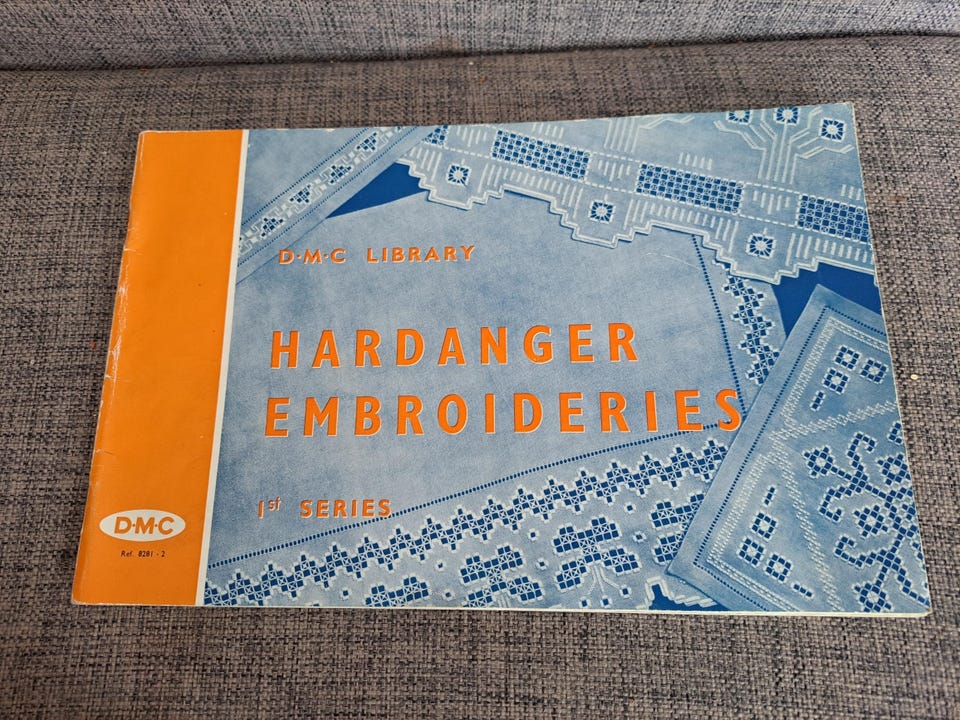 D·M·C LIBRARY
HARDANGER
EMBROIDERIES
1st SERIES
D·M·C
Ref. 8281 - 2